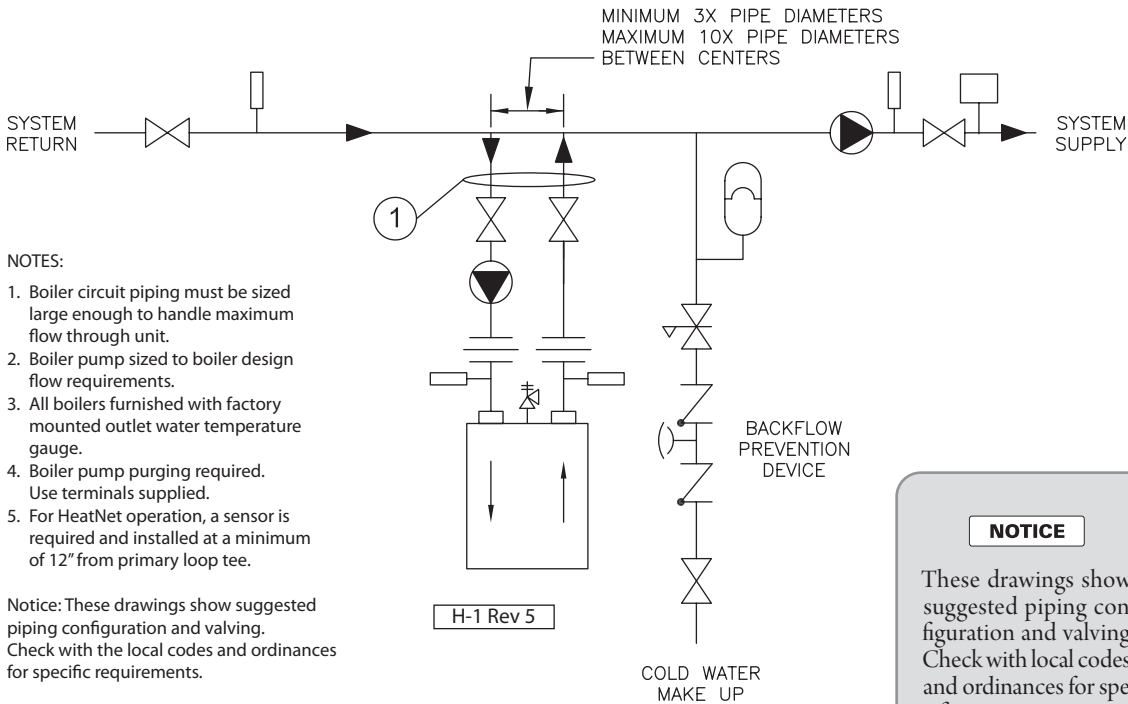 MINIMUM 3X PIPE DIAMETERS
MAXIMUM 10X PIPE DIAMETERS
BETWEEN CENTERS
SYSTEM
RETURN
SYSTEM
SUPPLY
1
NOTES:
1. Boiler circuit piping must be sized
large enough to handle maximum
flow through unit.
2. Boiler pump sized to boiler design
flow requirements.
3. All boilers furnished with factory
mounted outlet water temperature
gauge.
4. Boiler pump purging required.
Use terminals supplied.
5. For HeatNet operation, a sensor is
required and installed at a minimum
of 12” from primary loop tee.
Notice: These drawings show suggested
piping configuration and valving.
Check with the local codes and ordinances
for specific requirements.
H-1 Rev 5
BACKFLOW
PREVENTION
DEVICE
COLD WATER
MAKE UP
NOTICE
These drawings show
suggested piping con
figuration and valving
Check with local codes
and ordinances for spe